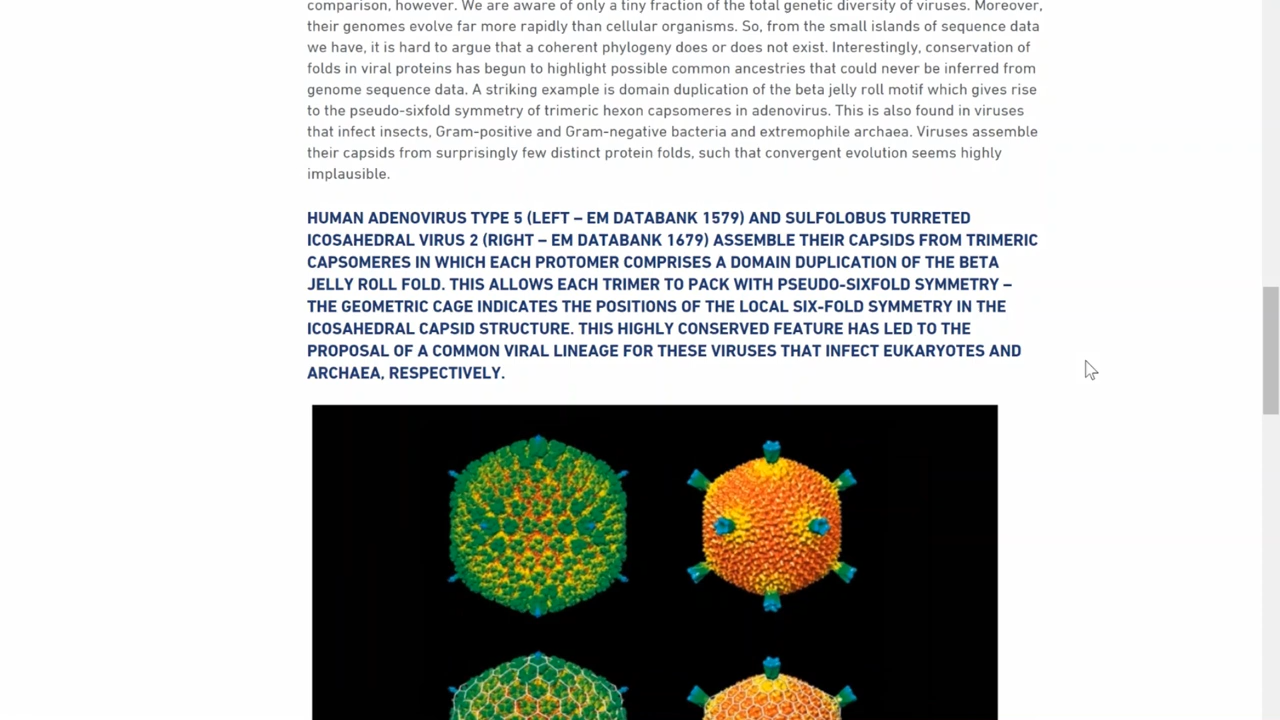 comparison, however. We are aware of only a tiny fraction of the total genetic diversity of viruses. Moreover,
their genomes evolve far more rapidly than cellular organisms. So, from the small islands of sequence data
we have, it is hard to argue that a coherent phylogeny does or does not exist. Interestingly, conservation of
folds in viral proteins has begun to highlight possible common ancestries that could never be inferred from
genome sequence data. A striking example is domain duplication of the beta jelly roll motif which gives rise
to the pseudo-sixfold symmetry of trimeric hexon capsomeres in adenovirus. This is also found in viruses
that infect insects, Gram-positive and Gram-negative bacteria and extremophile archaea. Viruses assemble
their capsids from surprisingly few distinct protein folds, such that convergent evolution seems highly
implausible.
HUMAN ADENOVIRUS TYPE 5 (LEFT – EM DATABANK 1579) AND SULFOLOBUS TURRETED
ICOSAHEDRAL VIRUS 2 (RIGHT – EM DATABANK 1679) ASSEMBLE THEIR CAPSIDS FROM TRIMERIC
CAPSOMERES IN WHICH EACH PROTOMER COMPRISES A DOMAIN DUPLICATION OF THE BETA
JELLY ROLL FOLD. THIS ALLOWS EACH TRIMER TO PACK WITH PSEUDO-SIXFOLD SYMMETRY –
THE GEOMETRIC CAGE INDICATES THE POSITIONS OF THE LOCAL SIX-FOLD SYMMETRY IN THE
ICOSAHEDRAL CAPSID STRUCTURE. THIS HIGHLY CONSERVED FEATURE HAS LED TO THE
PROPOSAL OF A COMMON VIRAL LINEAGE FOR THESE VIRUSES THAT INFECT EUKARYOTES AND
ARCHAEA, RESPECTIVELY.